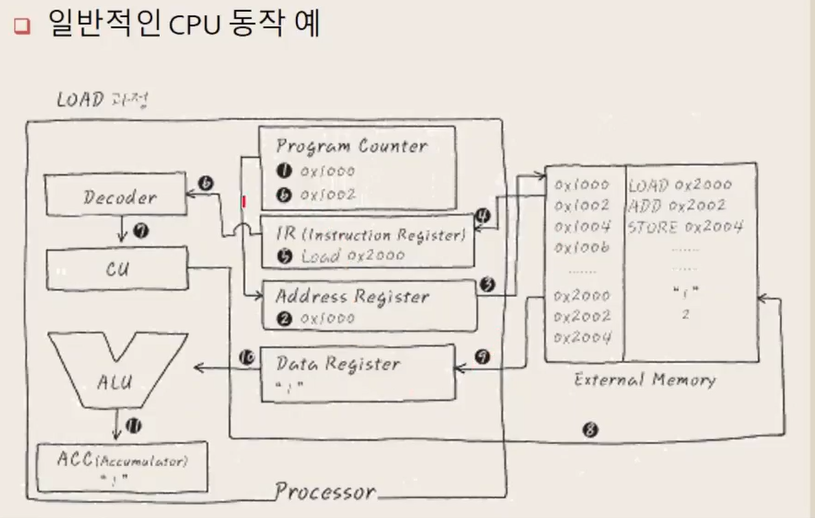 일반적인 CPU 동작 예
LOAD 과정
Program Counter
❶ 0x1000
❻ 0x1002
Decoder
❻
❼
CU
IR (Instruction Register)
❺ Load 0x2000
❹
Address Register
❷ 0x1000
❸
Data Register
"1"
❾
❿
ALU
⓫
ACC(Accumulator)
"1"
Processor
0x1000 LOAD 0x2000
0x1002 ADD 0x2002
0x1004 STORE 0x2004
0x1006 ......
....... .....
0x2000 "1"
0x2002 2
0x2004
External Memory
❽